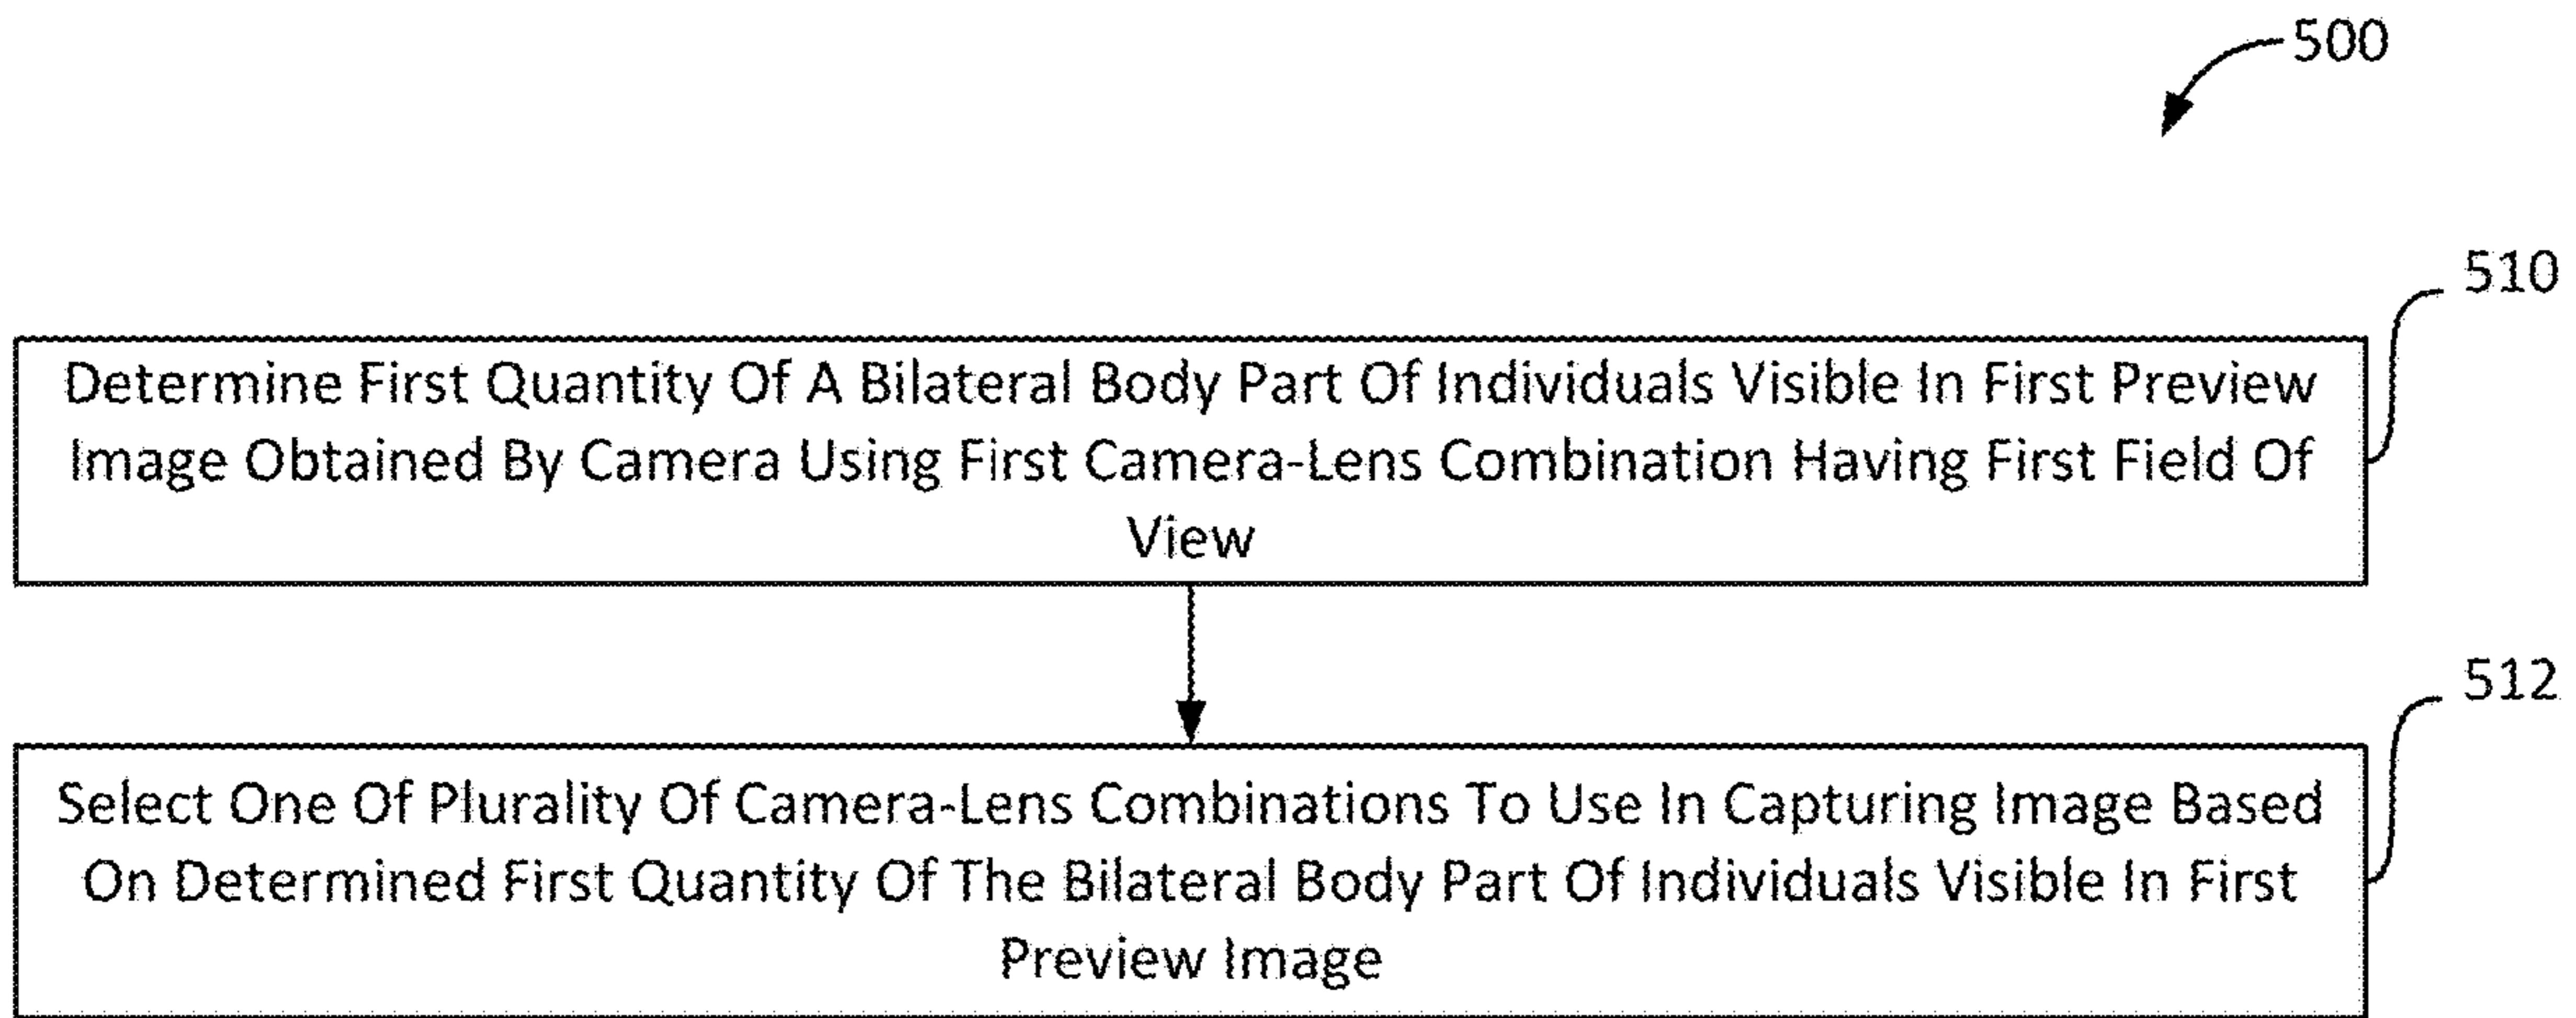 500
510
Determine First Quantity Of A Bilateral Body Part Of Individuals Visible In First Preview
Image Obtained By Camera Using First Camera-Lens Combination Having First Field Of
View
512
Select One Of Plurality Of Camera-Lens Combinations To Use In Capturing Image Based
On Determined First Quantity Of The Bilateral Body Part Of Individuals Visible In First
Preview Image